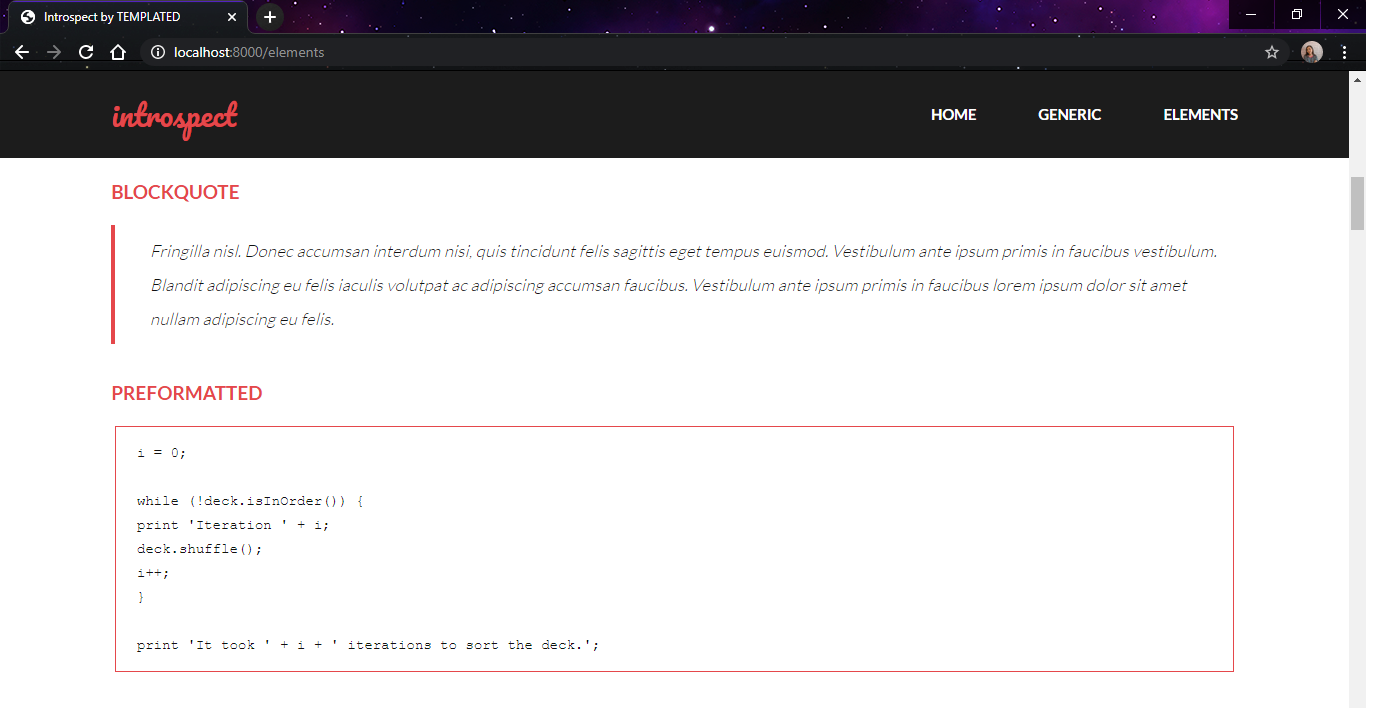 Introspect by TEMPLATED
localhost:8000/elements
introspect
HOME GENERIC ELEMENTS
BLOCKQUOTE
Fringilla nisl. Donec accumsan interdum nisi, quis tincidunt felis sagittis eget tempus euismod. Vestibulum ante ipsum primis in faucibus vestibulum.
Blandit adipiscing eu felis iaculis volutpat ac adipiscing accumsan faucibus. Vestibulum ante ipsum primis in faucibus lorem ipsum dolor sit amet
nullam adipiscing eu felis.
PREFORMATTED
i = 0;
while (!deck.isInOrder()) {
print 'Iteration ' + i;
deck.shuffle();
i++;
}
print 'It took ' + i + ' iterations to sort the deck.';